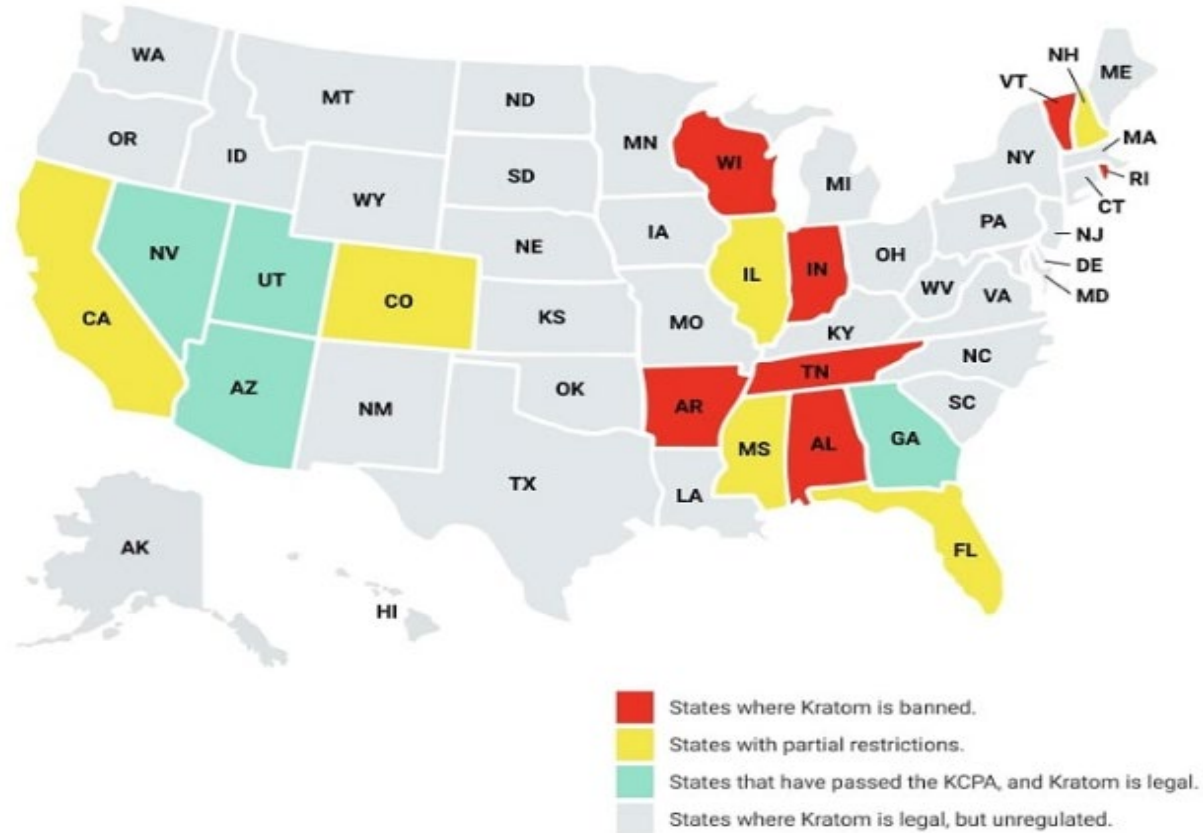 WA
MT
ND
MN
NH
VT
ME
OR
ID
SD
WI
NY
MA
WY
MI
RI
CT
NE
IA
PA
NJ
NV
UT
CO
IL
IN
OH
WV
DE
MD
VA
CA
KS
MO
KY
AZ
NM
OK
AR
TN
NC
SC
MS
AL
GA
TX
LA
FL
AK
HI
States where Kratom is banned.
States with partial restrictions.
States that have passed the KCPA, and Kratom is legal.
States where Kratom is legal, but unregulated.